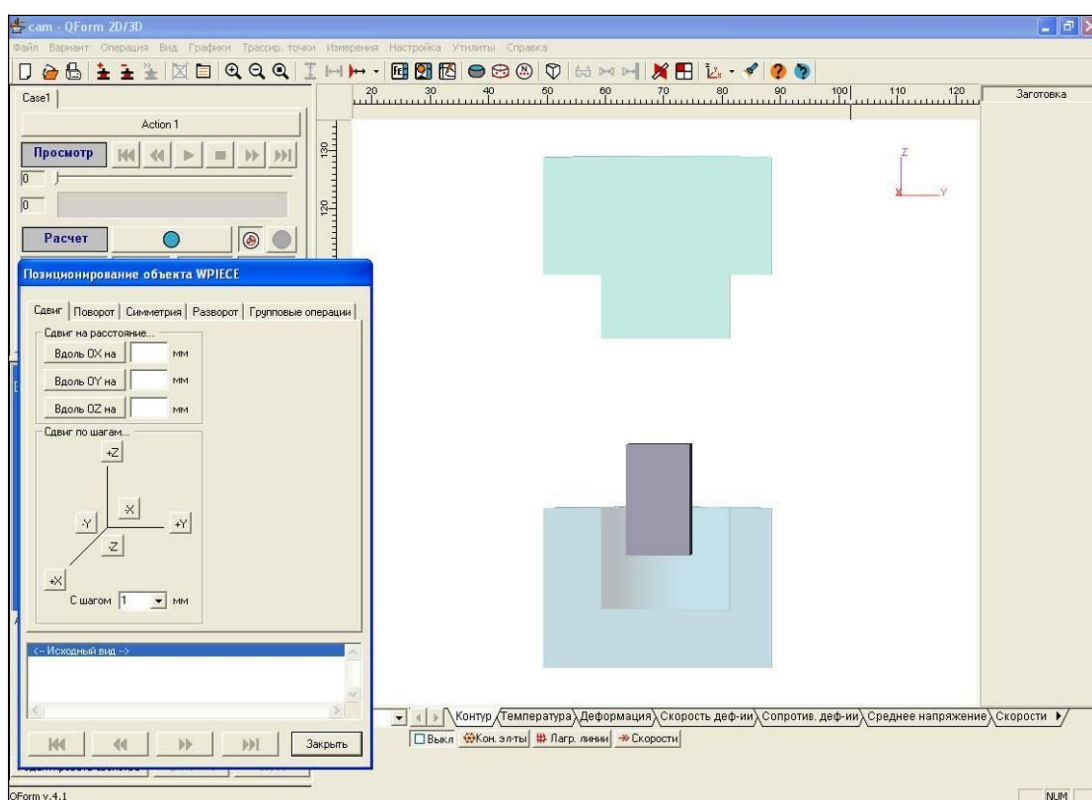 cam - QForm 2D/3D
Файл Вариант Операция Вид Графики Трассир. точки Измерения Настройка Утилиты Справка
Case1
20 30 40 50 60 70 80 90 100 110 120
Заготовка
Action 1
Просмотр
130
0
0
120
Z
Y
X
Расчет
Позиционирование объекта WPIECE
Сдвиг Поворот Симметрия Разворот Групповые операции
Сдвиг на расстояние...
Вдоль OX на мм
Вдоль OY на мм
Вдоль OZ на мм
Сдвиг по шагам...
+Z
-X
-Y +Y
-Z
+X
С шагом 1 мм
<-- Исходный вид -->
Контур Температура Деформация Скорость деф-ии Сопротив. деф-ии Среднее напряжение Скорости
Выкл Кон. эл-ты Лагр. линии Скорости
Закрыть
QForm v.4.1
NUM